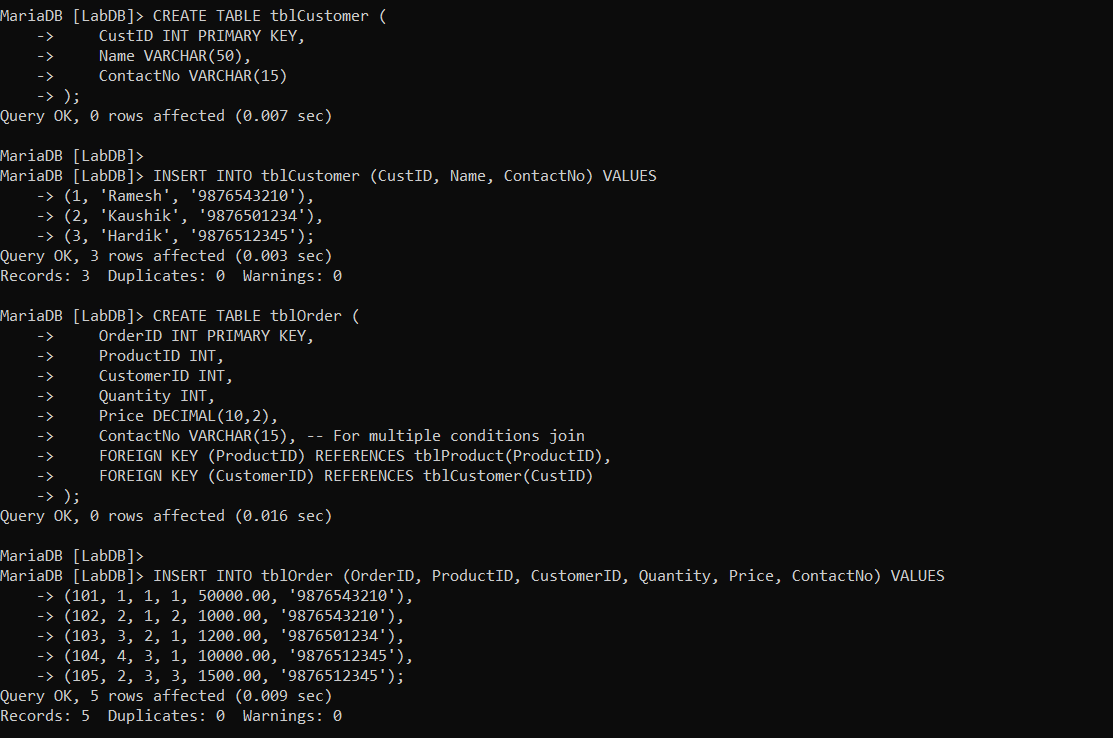 MariaDB [LabDB]> CREATE TABLE tblCustomer (
    ->     CustID INT PRIMARY KEY,
    ->     Name VARCHAR(50),
    ->     ContactNo VARCHAR(15)
    -> );
Query OK, 0 rows affected (0.007 sec)

MariaDB [LabDB]>
MariaDB [LabDB]> INSERT INTO tblCustomer (CustID, Name, ContactNo) VALUES
    -> (1, 'Ramesh', '9876543210'),
    -> (2, 'Kaushik', '9876501234'),
    -> (3, 'Hardik', '9876512345');
Query OK, 3 rows affected (0.003 sec)
Records: 3  Duplicates: 0  Warnings: 0

MariaDB [LabDB]> CREATE TABLE tblOrder (
    ->     OrderID INT PRIMARY KEY,
    ->     ProductID INT,
    ->     CustomerID INT,
    ->     Quantity INT,
    ->     Price DECIMAL(10,2),
    ->     ContactNo VARCHAR(15), -- For multiple conditions join
    ->     FOREIGN KEY (ProductID) REFERENCES tblProduct(ProductID),
    ->     FOREIGN KEY (CustomerID) REFERENCES tblCustomer(CustID)
    -> );
Query OK, 0 rows affected (0.016 sec)

MariaDB [LabDB]>
MariaDB [LabDB]> INSERT INTO tblOrder (OrderID, ProductID, CustomerID, Quantity, Price, ContactNo) VALUES
    -> (101, 1, 1, 1, 50000.00, '9876543210'),
    -> (102, 2, 1, 2, 1000.00, '9876543210'),
    -> (103, 3, 2, 1, 1200.00, '9876501234'),
    -> (104, 4, 3, 1, 10000.00, '9876512345'),
    -> (105, 2, 3, 3, 1500.00, '9876512345');
Query OK, 5 rows affected (0.009 sec)
Records: 5  Duplicates: 0  Warnings: 0